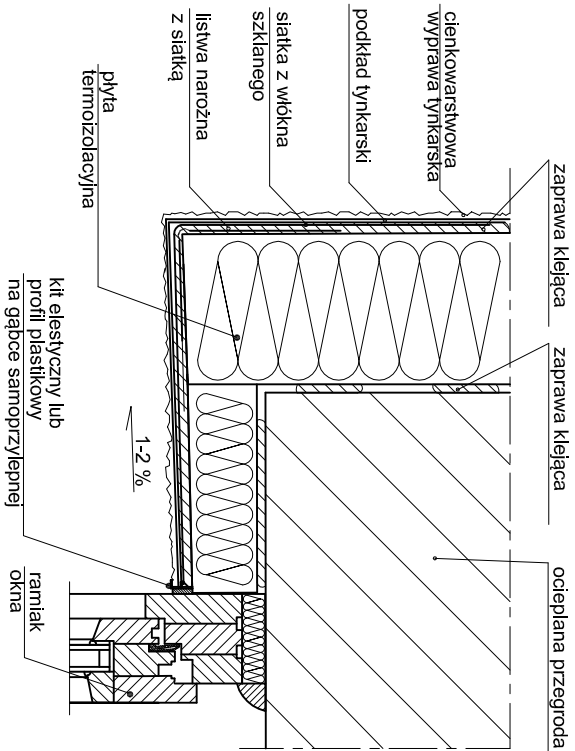 zaprawa klejąca
zaprawa klejąca
ocieplana przegroda
cienkowarstwowa
wyprawa tynkarska
podkład tynkarski
siatka z włókna
szklanego
listwa narożna
z siatką
płyta
termoizolacyjna
kit elestyczny lub
profil plastikowy
na gąbce samoprzylepnej
1-2 %
ramiak
okna